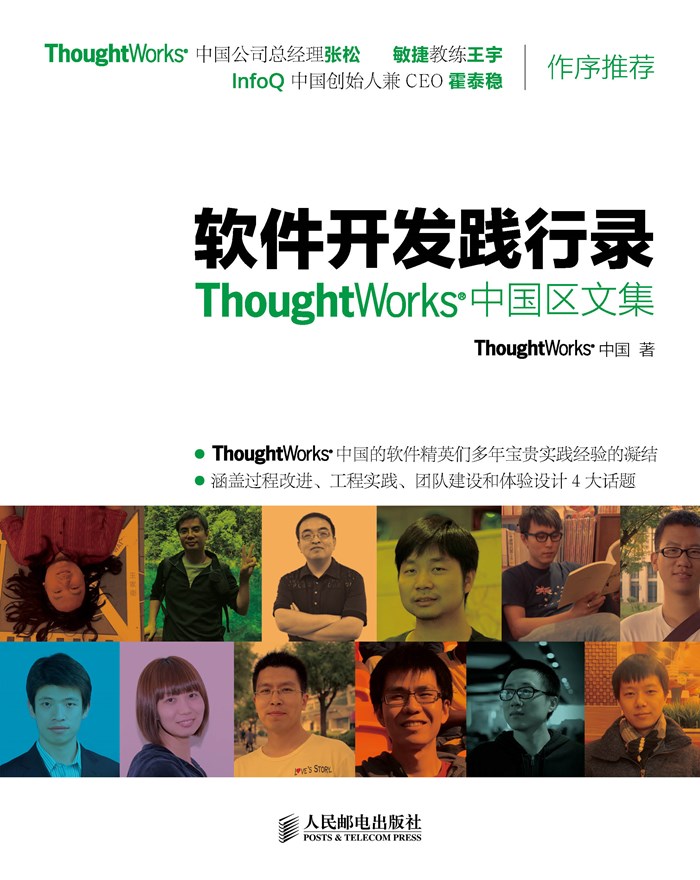 ThoughtWorks® 中国公司总经理张松 敏捷教练王宇
InfoQ 中国创始人兼 CEO 霍泰稳
作序推荐
软件开发践行录
ThoughtWorks®中国区文集
ThoughtWorks® 中国 著
● ThoughtWorks® 中国的软件精英们多年宝贵实践经验的凝结
● 涵盖过程改进、工程实践、团队建设和体验设计 4 大话题
LOVE'S STORY
人民邮电出版社
POSTS & TELECOM PRESS